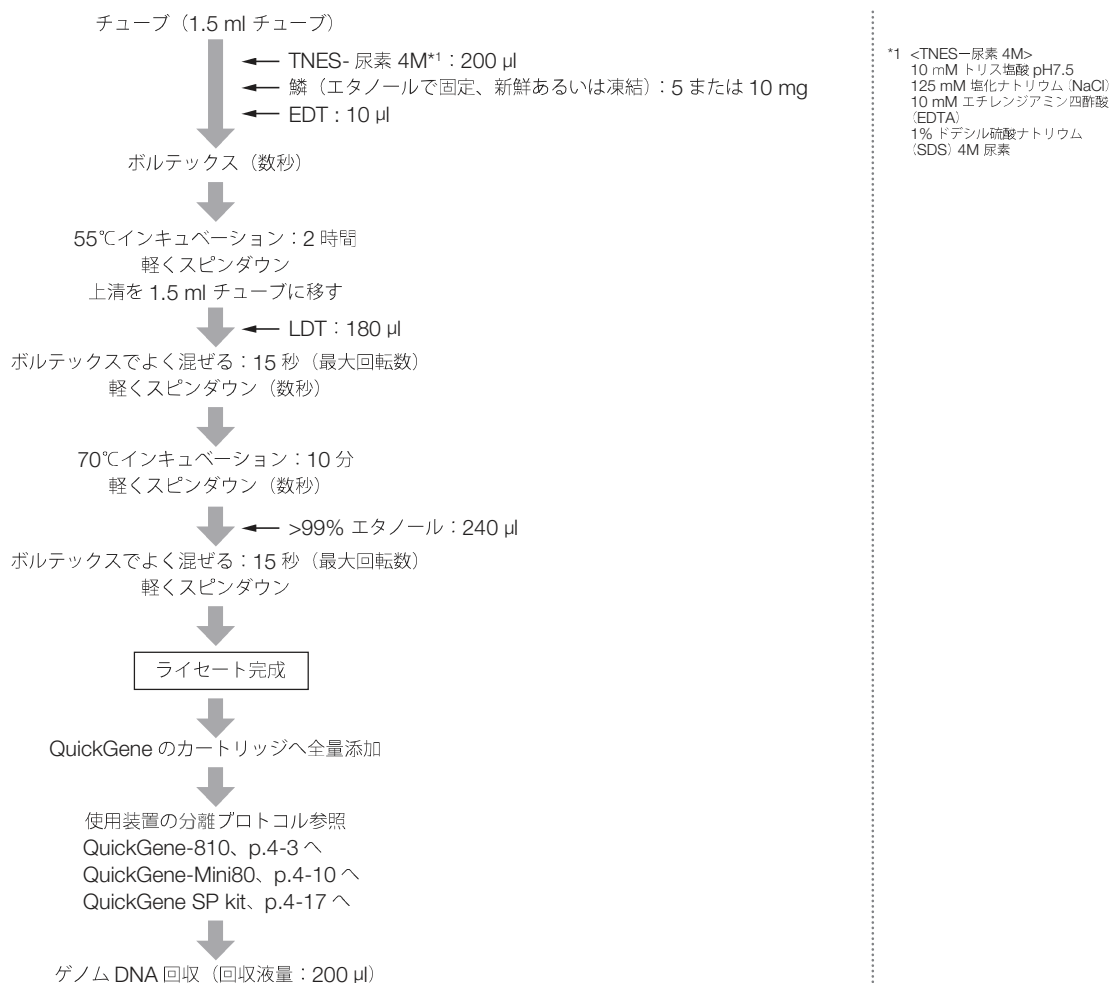 チューブ（1.5 ml チューブ）
TNES- 尿素 4M*1：200 μl
鱗（エタノールで固定、新鮮あるいは凍結）：5 または 10 mg
EDT : 10 μl
ボルテックス（数秒）
55℃インキュベーション：2 時間
軽くスピンダウン
上清を 1.5 ml チューブに移す
LDT：180 μl
ボルテックスでよく混ぜる：15 秒（最大回転数）
軽くスピンダウン（数秒）
70℃インキュベーション：10 分
軽くスピンダウン（数秒）
>99% エタノール：240 μl
ボルテックスでよく混ぜる：15 秒（最大回転数）
軽くスピンダウン
ライセート完成
QuickGene のカートリッジへ全量添加
使用装置の分離プロトコル参照
QuickGene-810、p.4-3 へ
QuickGene-Mini80、p.4-10 へ
QuickGene SP kit、p.4-17 へ
ゲノム DNA 回収（回収液量：200 μl）
*1 <TNESー尿素 4M>
10 mM トリス塩酸 pH7.5
125 mM 塩化ナトリウム（NaCl）
10 mM エチレンジアミン四酢酸
（EDTA）
1% ドデシル硫酸ナトリウム
（SDS）4M 尿素